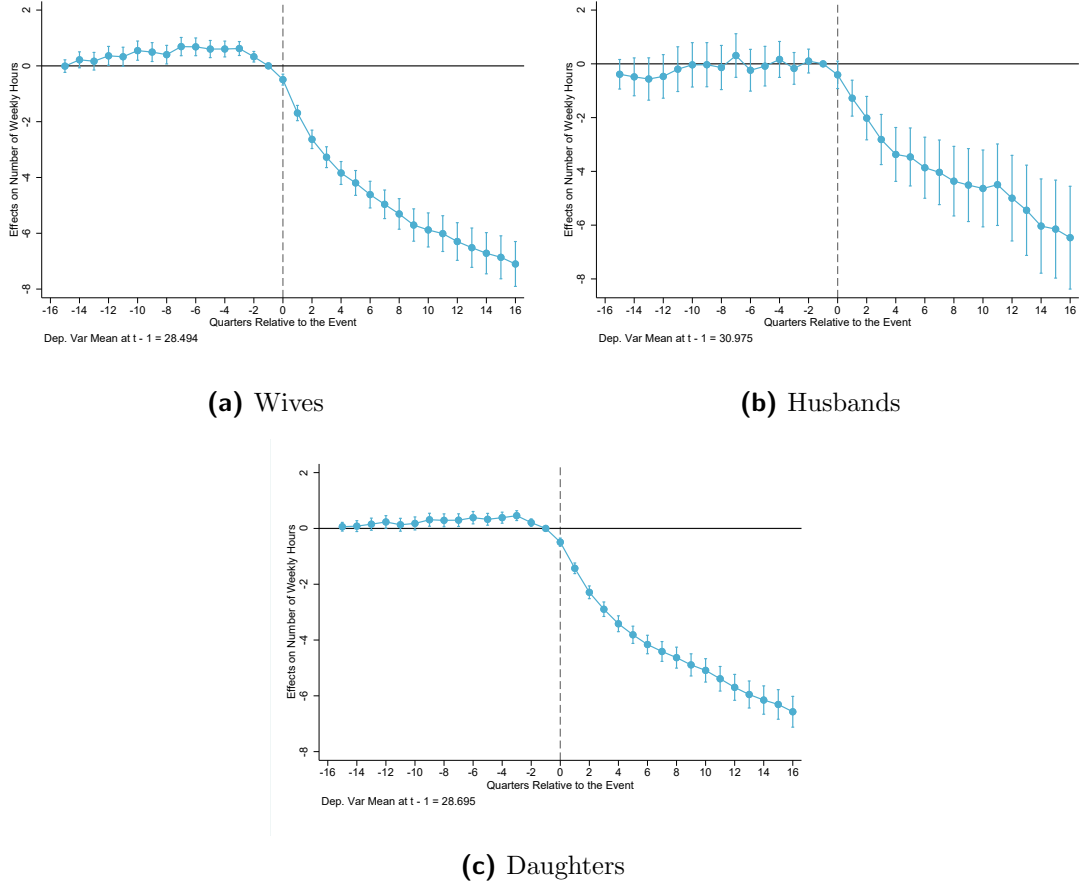 2
0
-2
-4
-6
-8
Effects on Number of Weekly Hours
-16 -14 -12 -10 -8 -6 -4 -2 0 2 4 6 8 10 12 14 16
Quarters Relative to the Event
Dep. Var Mean at t - 1 = 28.494
(a) Wives
2
0
-2
-4
-6
-8
Effects on Number of Weekly Hours
-16 -14 -12 -10 -8 -6 -4 -2 0 2 4 6 8 10 12 14 16
Quarters Relative to the Event
Dep. Var Mean at t - 1 = 30.975
(b) Husbands
2
0
-2
-4
-6
-8
Effects on Number of Weekly Hours
-16 -14 -12 -10 -8 -6 -4 -2 0 2 4 6 8 10 12 14 16
Quarters Relative to the Event
Dep. Var Mean at t - 1 = 28.695
(c) Daughters